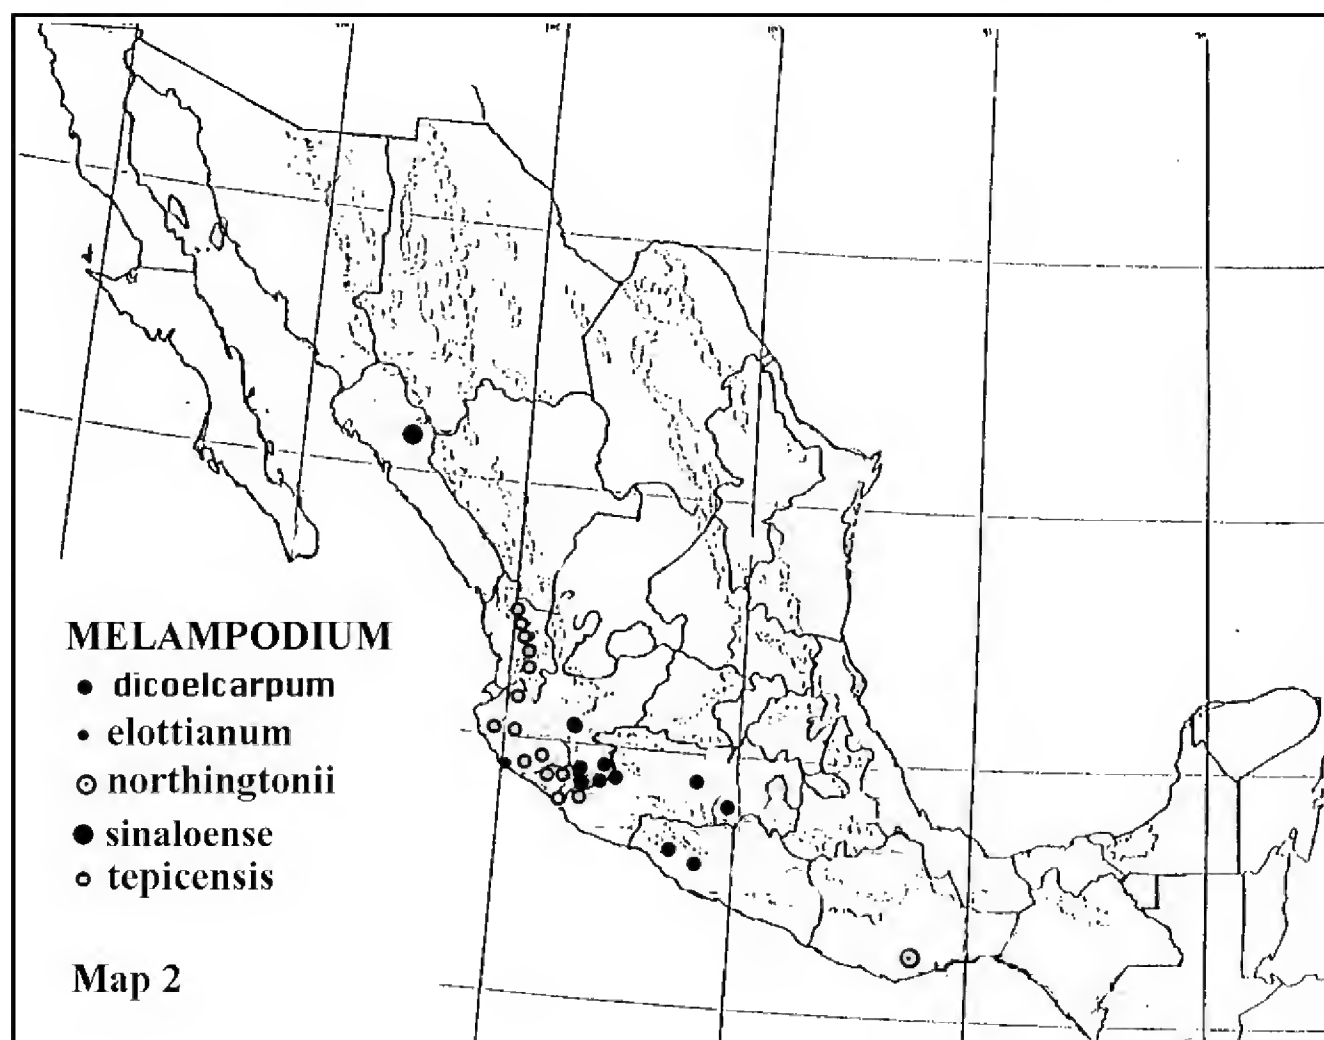 MELAMPODIUM
dicoelcarpum
elottianum
northingtonii
sinaloense
tepicensis
Map 2